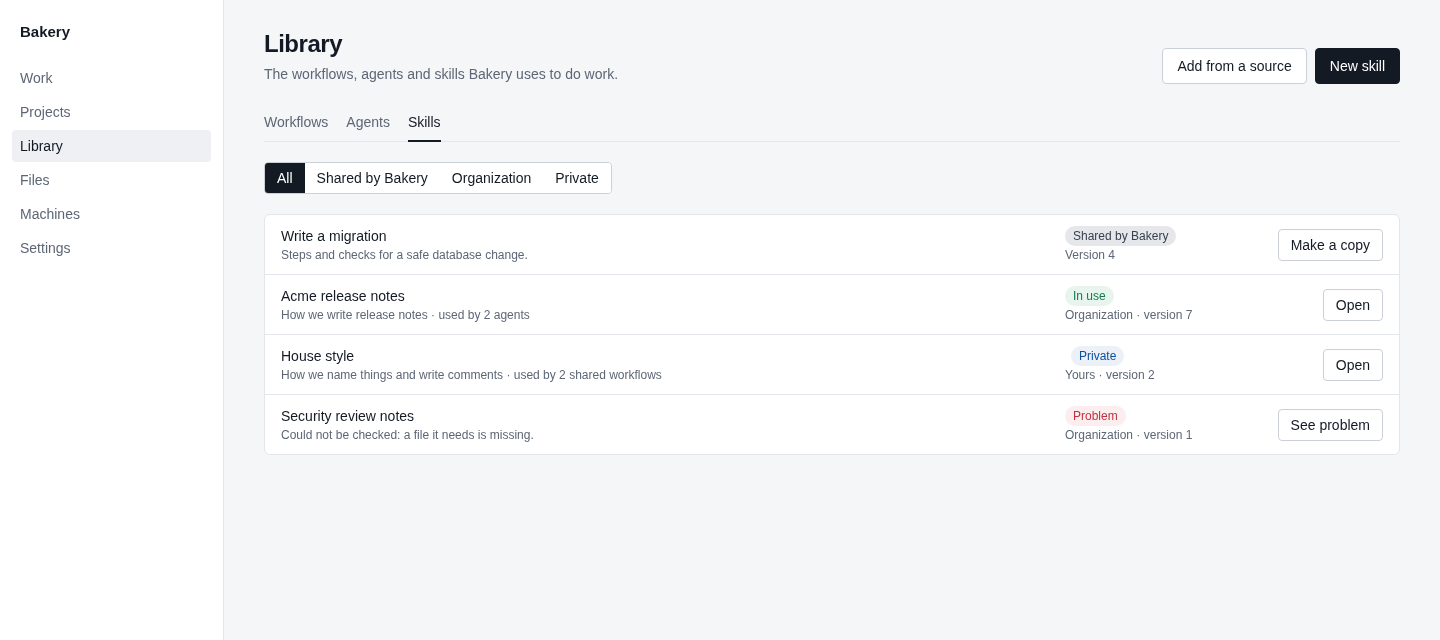 Bakery
Work
Projects
Library
Files
Machines
Settings
Library
The workflows, agents and skills Bakery uses to do work.
Add from a source
New skill
Workflows Agents Skills
All Shared by Bakery Organization Private
Write a migration
Steps and checks for a safe database change.
Shared by Bakery
Version 4
Make a copy
Acme release notes
How we write release notes · used by 2 agents
In use
Organization · version 7
Open
House style
How we name things and write comments · used by 2 shared workflows
Private
Yours · version 2
Open
Security review notes
Could not be checked: a file it needs is missing.
Problem
Organization · version 1
See problem